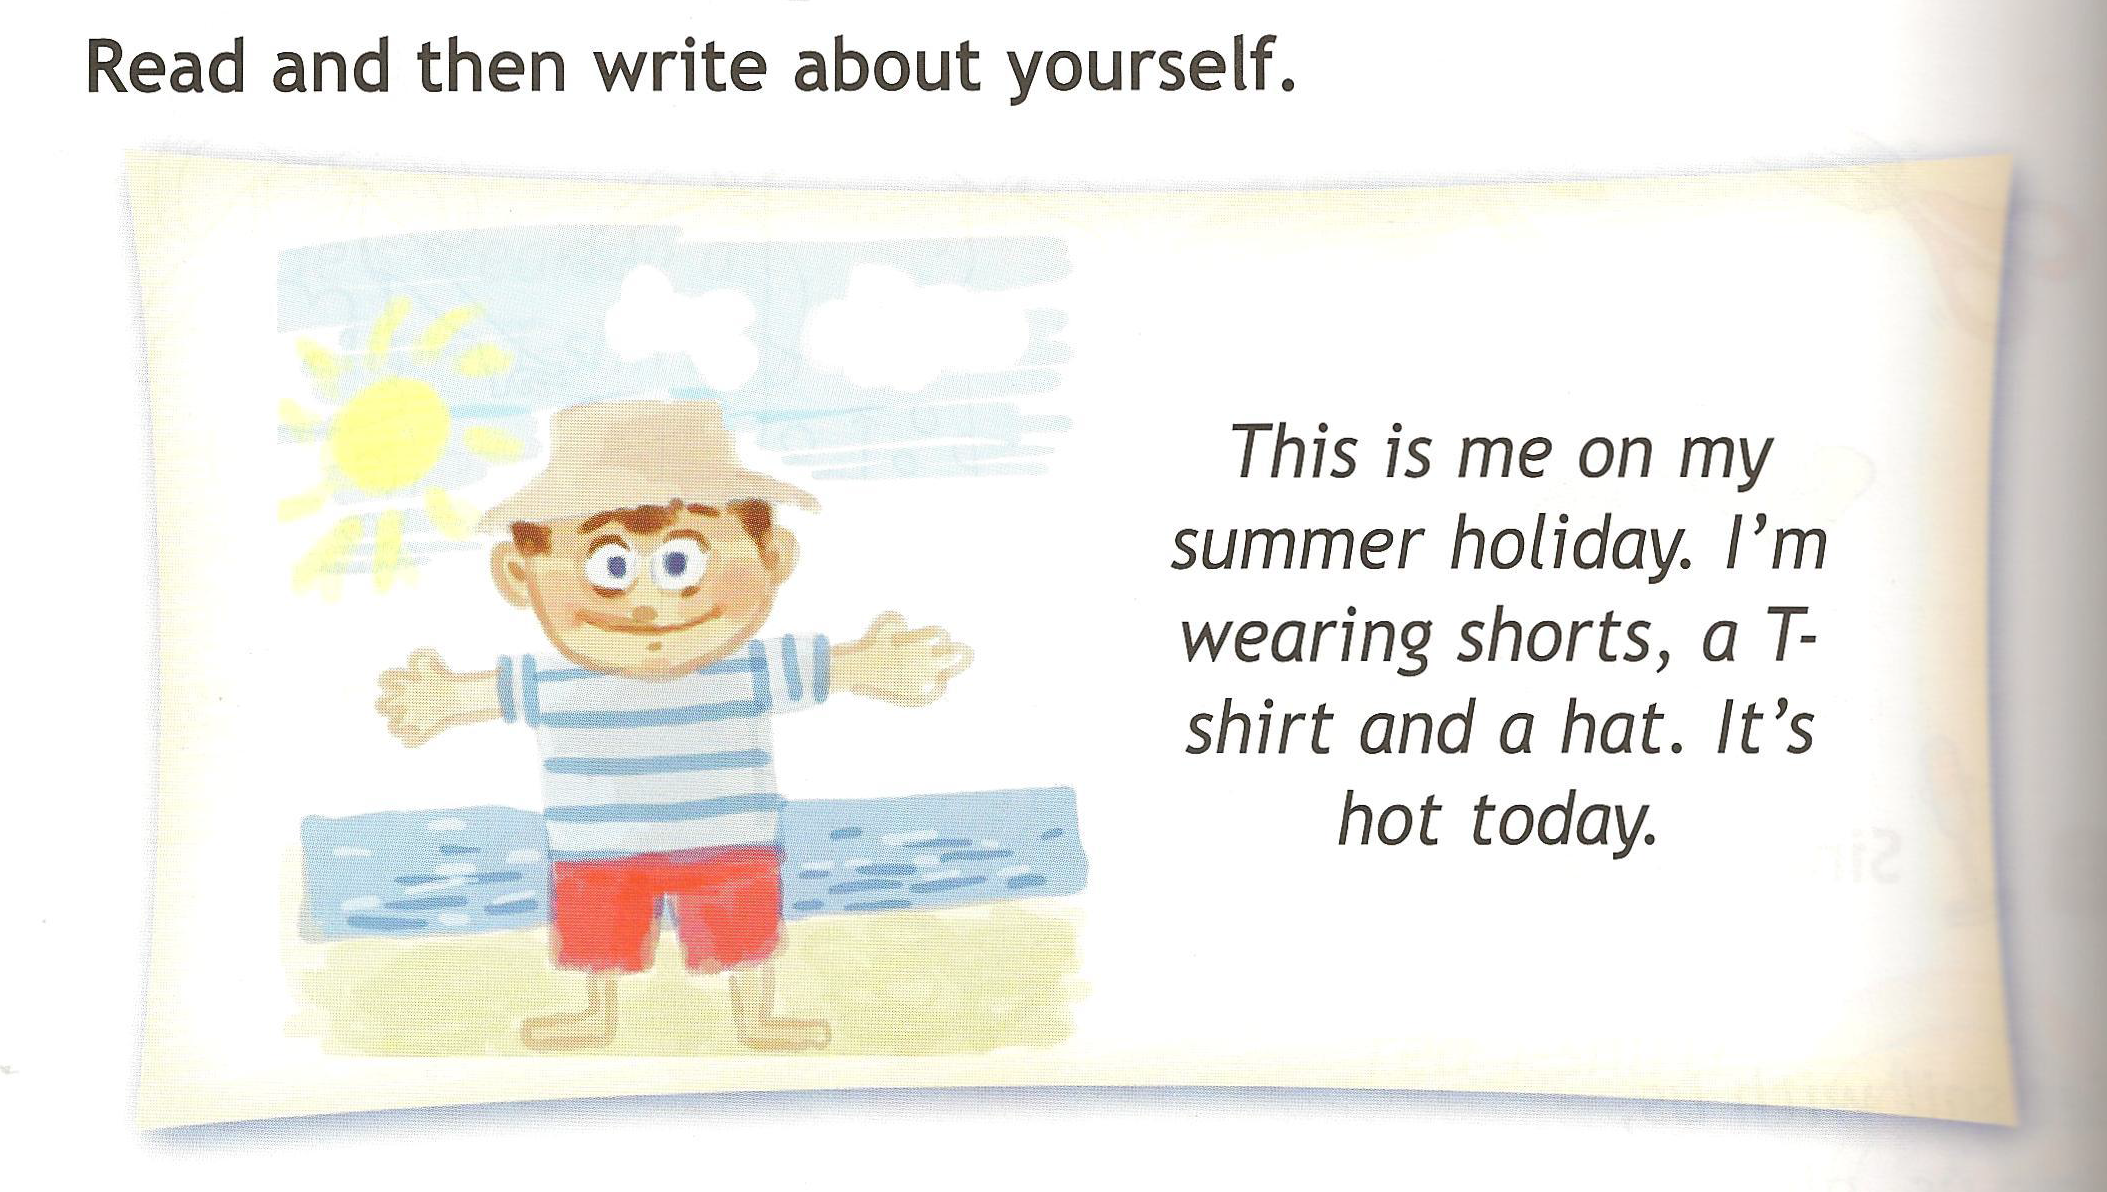 Read and then write about yourself.
This is me on my
summer holiday. I'm
wearing shorts, a T-
shirt and a hat. It's
hot today.